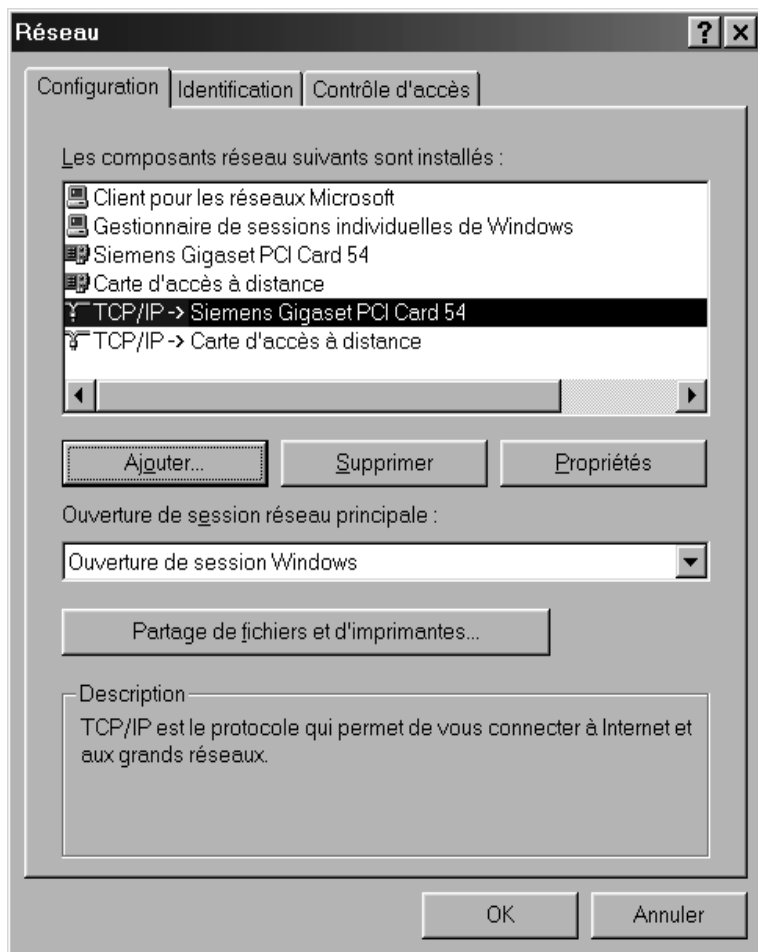 Réseau
Configuration
Identification
Contrôle d'accès
Les composants réseau suivants sont installés :
Client pour les réseaux Microsoft
Gestionnaire de sessions individuelles de Windows
Siemens Gigaset PCI Card 54
Carte d'accès à distance
TCP/IP -> Siemens Gigaset PCI Card 54
TCP/IP -> Carte d'accès à distance
Ajouter...
Supprimer
Propriétés
Ouverture de session réseau principale :
Ouverture de session Windows
Partage de fichiers et d'imprimantes...
Description
TCP/IP est le protocole qui permet de vous connecter à Internet et
aux grands réseaux.
OK
Annuler